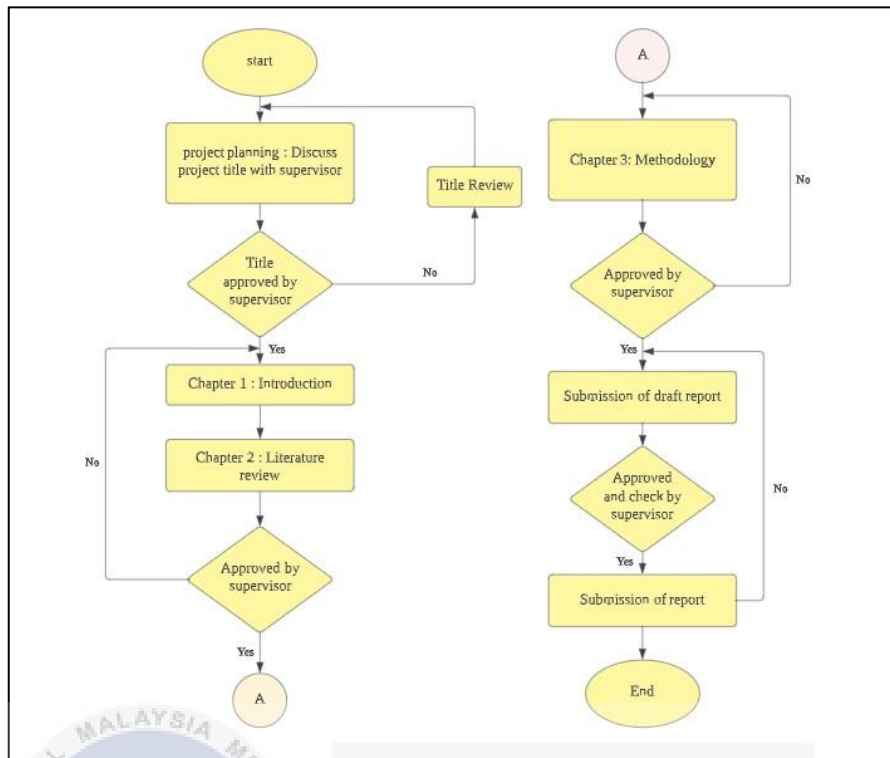 start
project planning : Discuss
project title with supervisor
Title Review
Title
approved by
supervisor
No
Yes
Chapter 1 : Introduction
Chapter 2 : Literature
review
No
Approved by
supervisor
Yes
A
A
Chapter 3: Methodology
No
Approved by
supervisor
Yes
Submission of draft report
Approved
and check by
supervisor
No
Yes
Submission of report
End
MALAYSIA